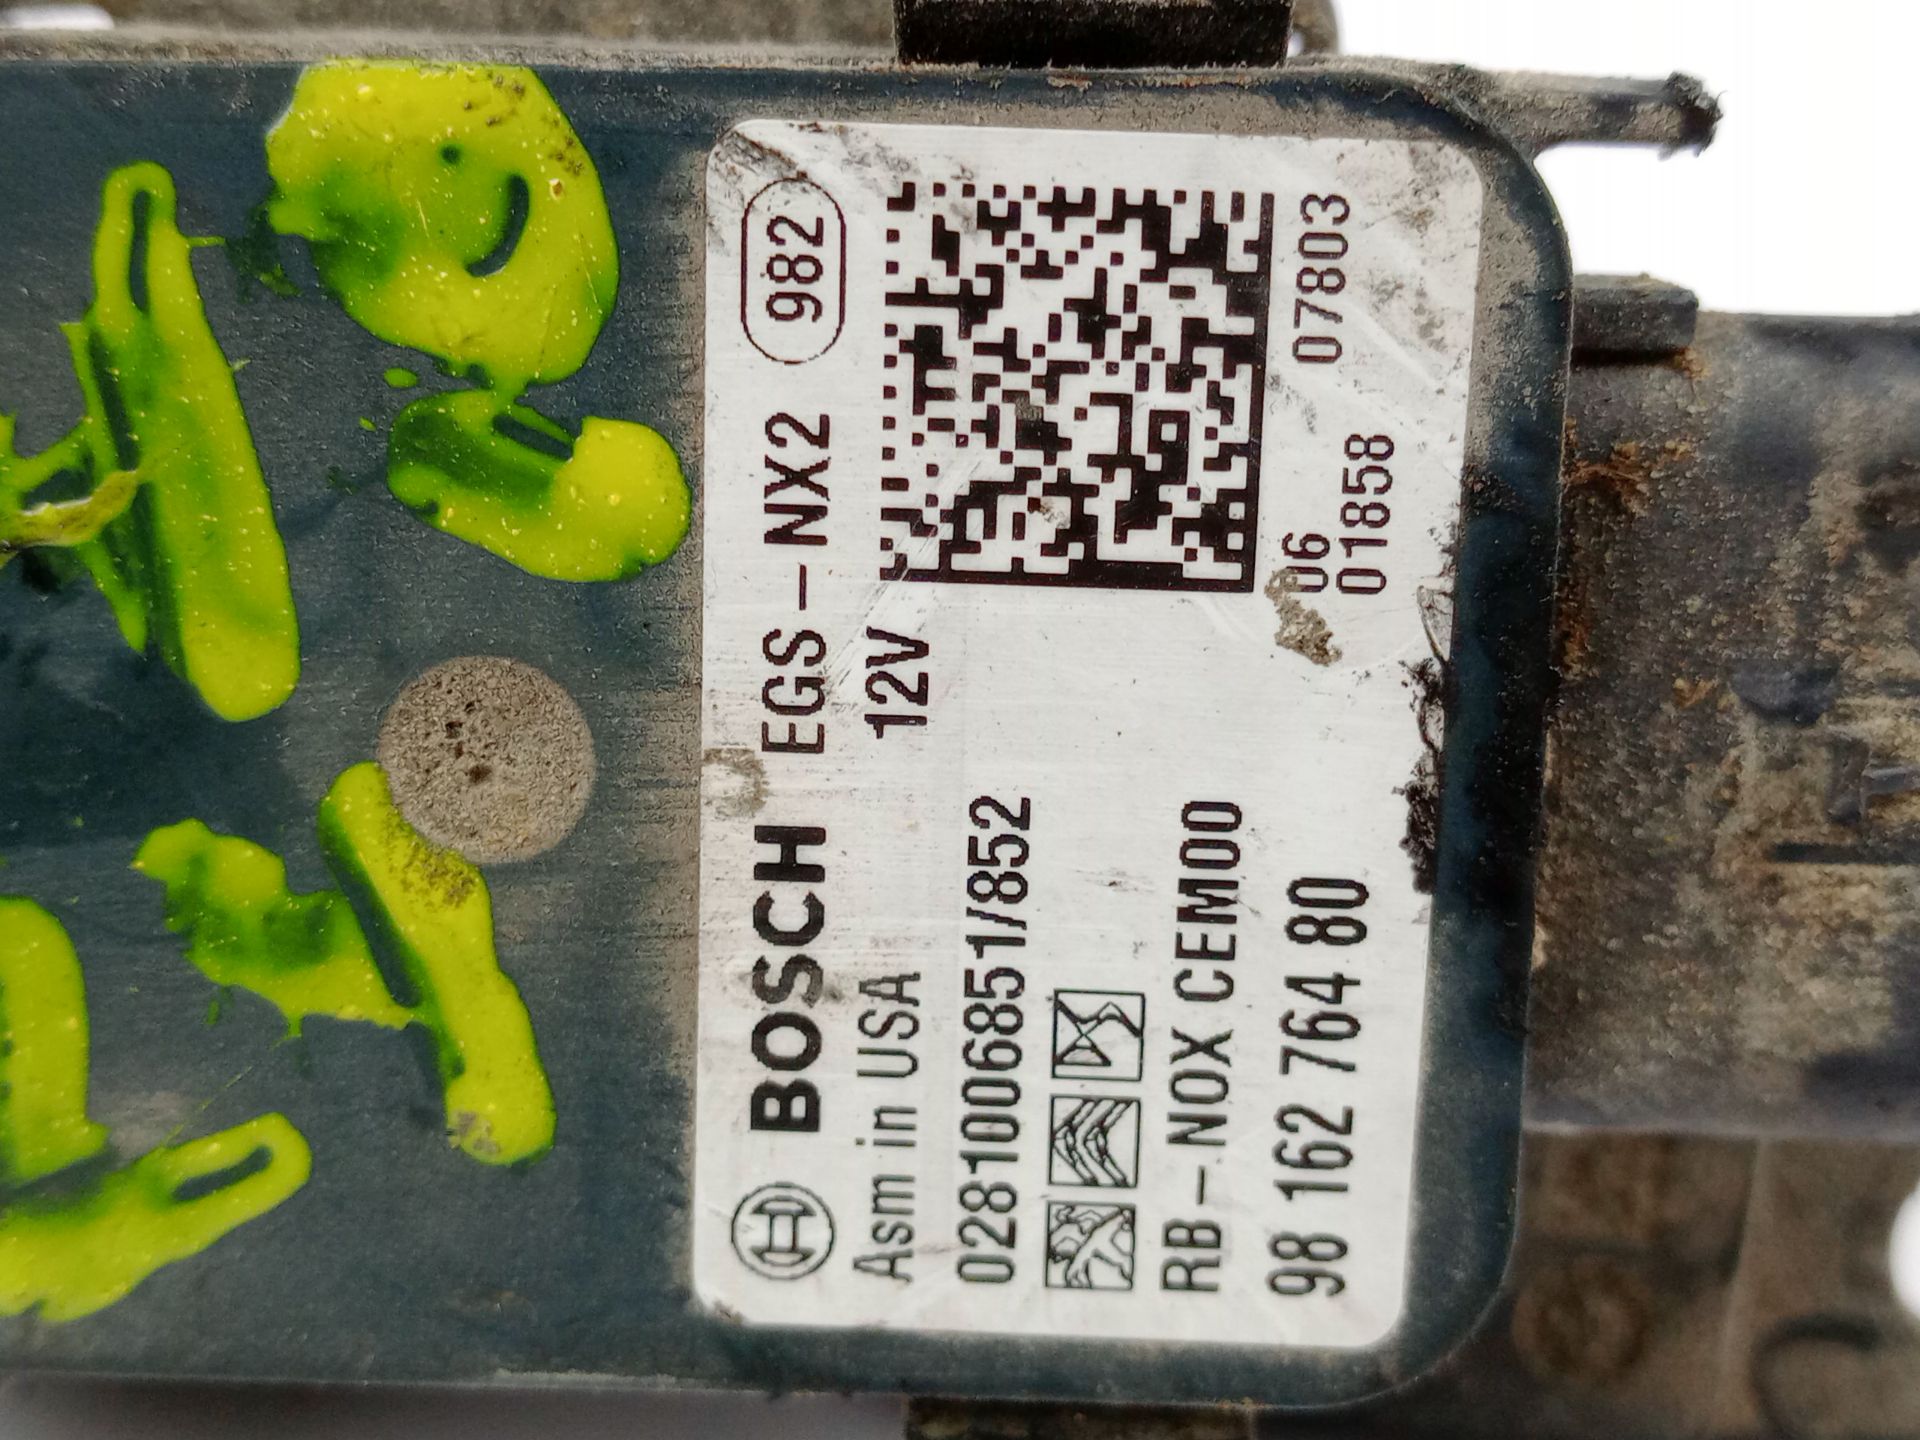 BOSCH EGS-NX2 982
Asm in USA 12V
0281006851/852
RB-NOX CEM00
98 162 764 80
06 07803
01858